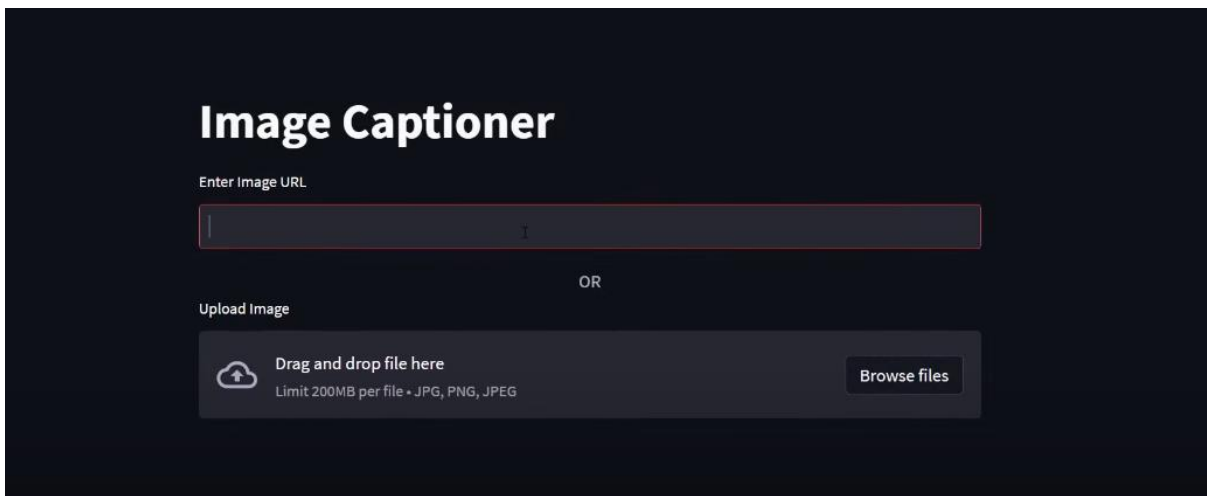 Image Captioner
Enter Image URL
OR
Upload Image
Drag and drop file here
Limit 200MB per file • JPG, PNG, JPEG
Browse files